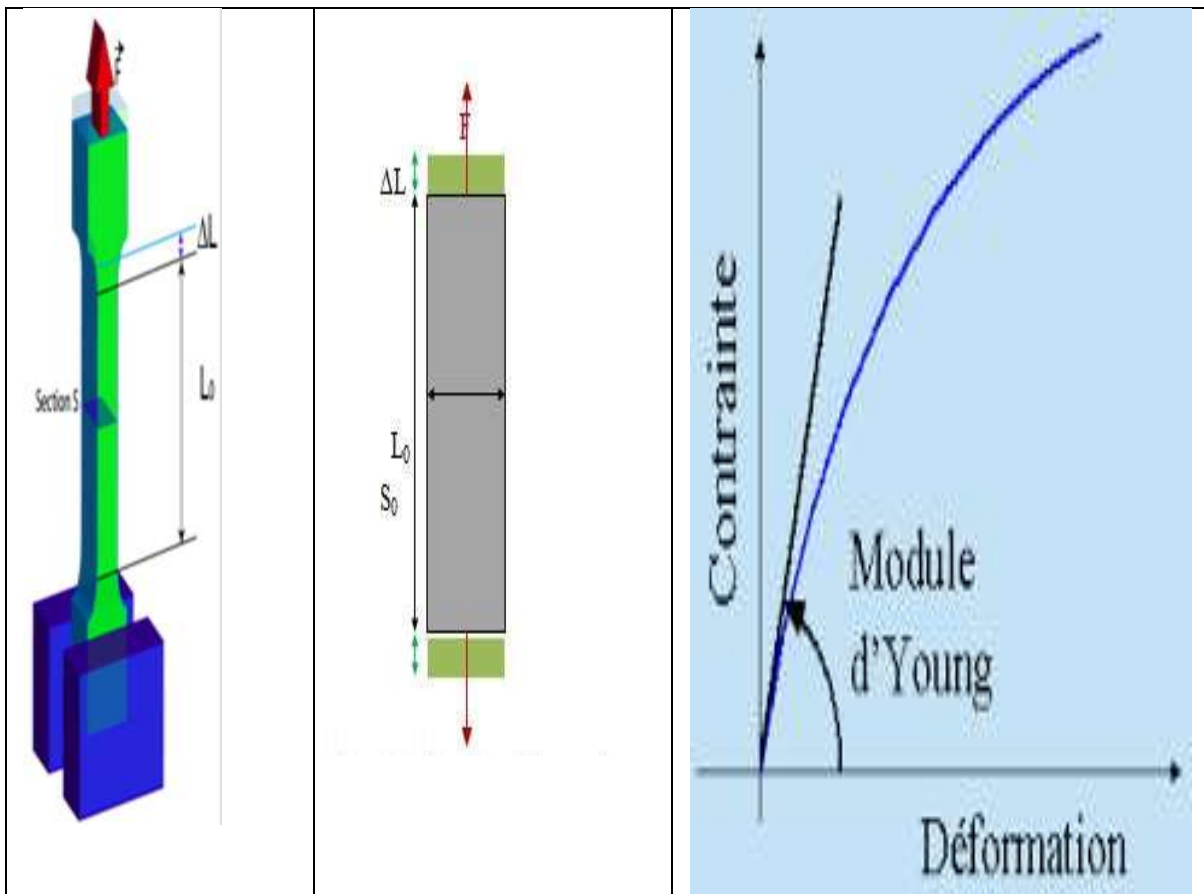 ΔL
Section S
L₀
F
ΔL
L₀
S₀
Contrainte
Module
d'Young
Déformation